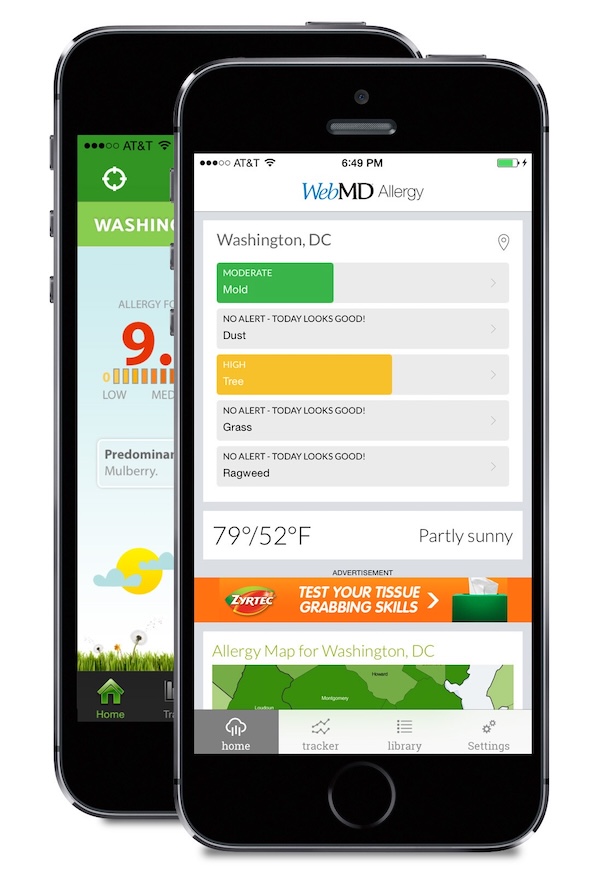 AT&T
WASHING
ALLERGY FO
9.
0
LOW MED
Predominan
Mulberry.
Home
Tra
AT&T 6:49 PM
WebMD Allergy
Washington, DC
MODERATE
Mold
NO ALERT - TODAY LOOKS GOOD!
Dust
HIGH
Tree
NO ALERT - TODAY LOOKS GOOD!
Grass
NO ALERT - TODAY LOOKS GOOD!
Ragweed
79°/52°F Partly sunny
ADVERTISEMENT
ZYRTEC
TEST YOUR TISSUE
GRABBING SKILLS
Allergy Map for Washington, DC
Howard
Montgomery
Loudoun
home tracker library Settings